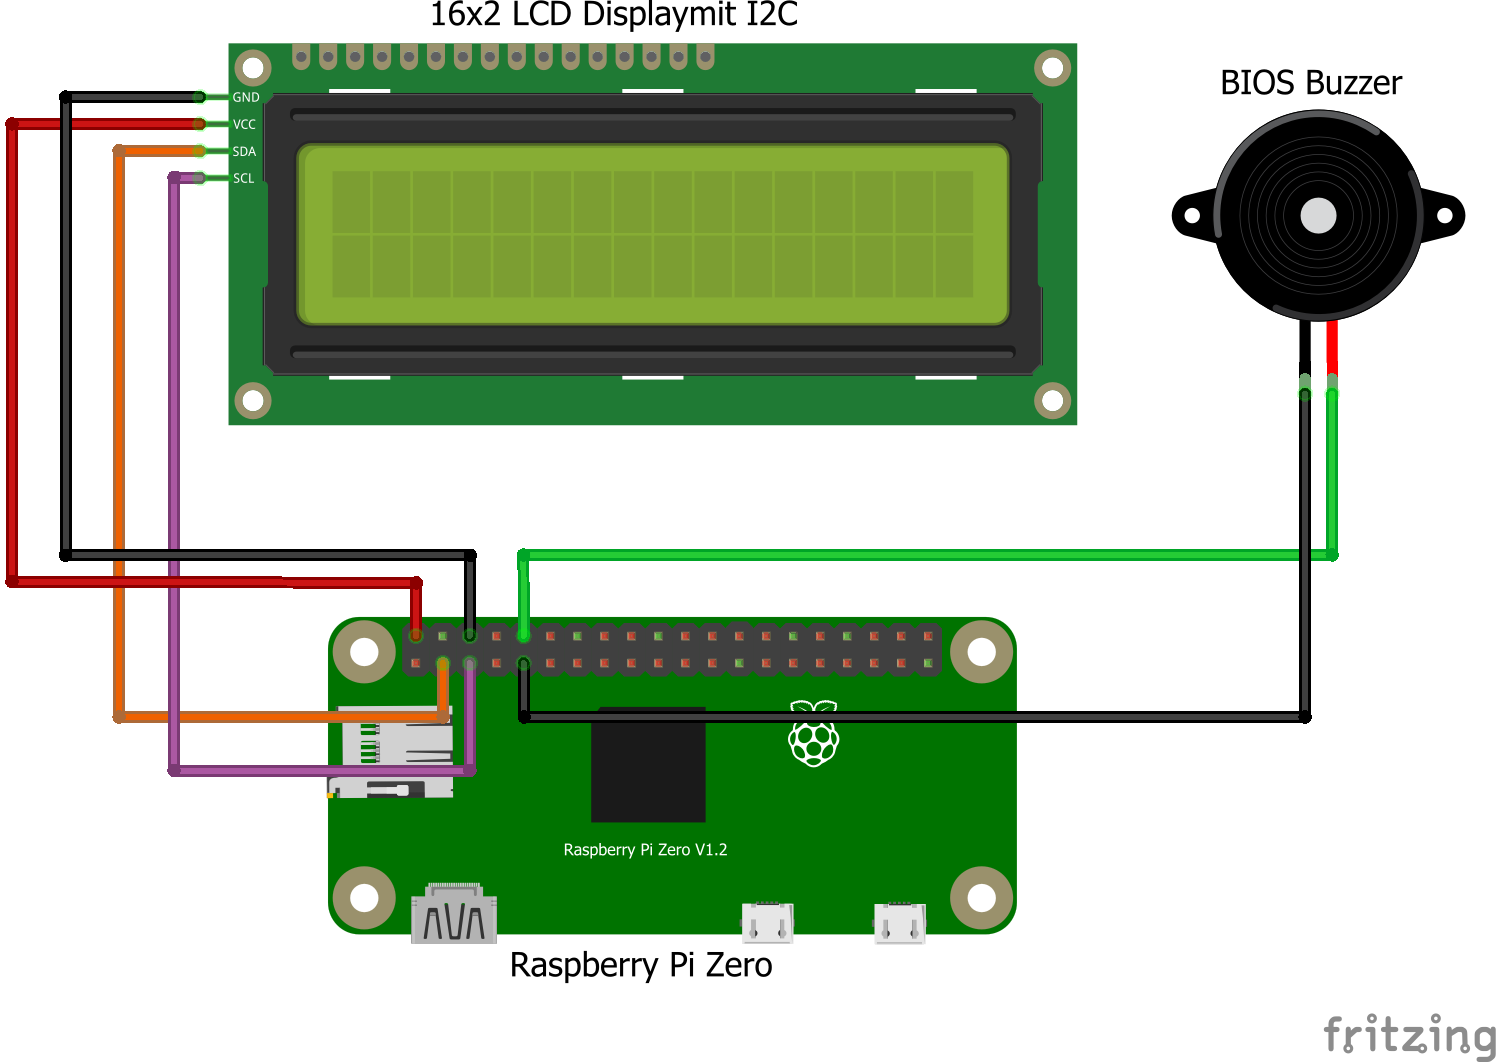 16x2 LCD Displaymit I2C
BIOS Buzzer
GND
VCC
SDA
SCL
Raspberry Pi Zero V1.2
Raspberry Pi Zero
fritzing